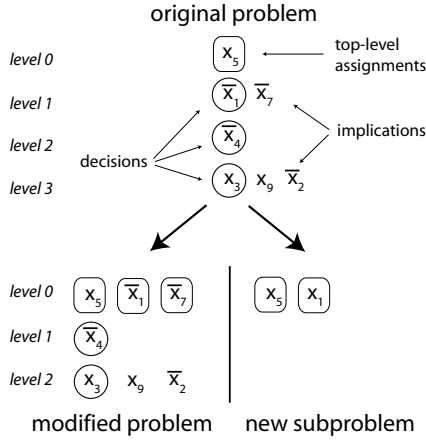 original problem
level 0 x₅ top-level assignments
level 1 x̅₁ x̅₇
level 2 x̅₄ implications
decisions
level 3 x₃ x₉ x̅₂
level 0 x₅ x̅₁ x̅₇ x₅ x₁
level 1 x̅₄
level 2 x₃ x₉ x̅₂
modified problem new subproblem